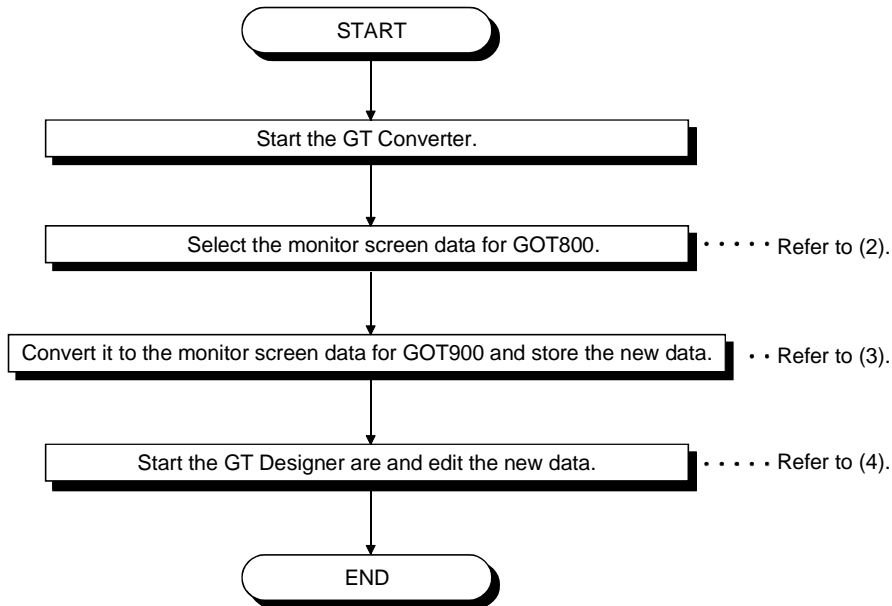 START
Start the GT Converter.
Select the monitor screen data for GOT800. ・・・・・ Refer to (2).
Convert it to the monitor screen data for GOT900 and store the new data. ・・ Refer to (3).
Start the GT Designer are and edit the new data. ・・・・・ Refer to (4).
END